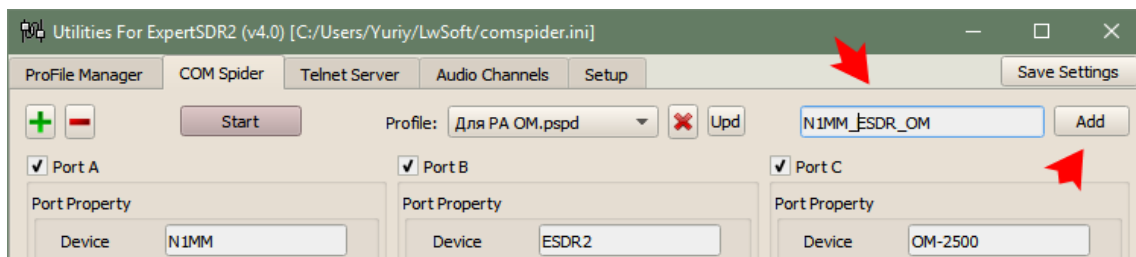 Utilities For ExpertSDR2 (v4.0) [C:/Users/Yuriy/LwSoft/comspider.ini]
ProFile Manager COM Spider Telnet Server Audio Channels Setup Save Settings
Start Profile: Для PA OM.pspd Upd N1MM_ESDR_OM Add
Port A Port B Port C
Port Property Port Property Port Property
Device N1MM Device ESDR2 Device OM-2500